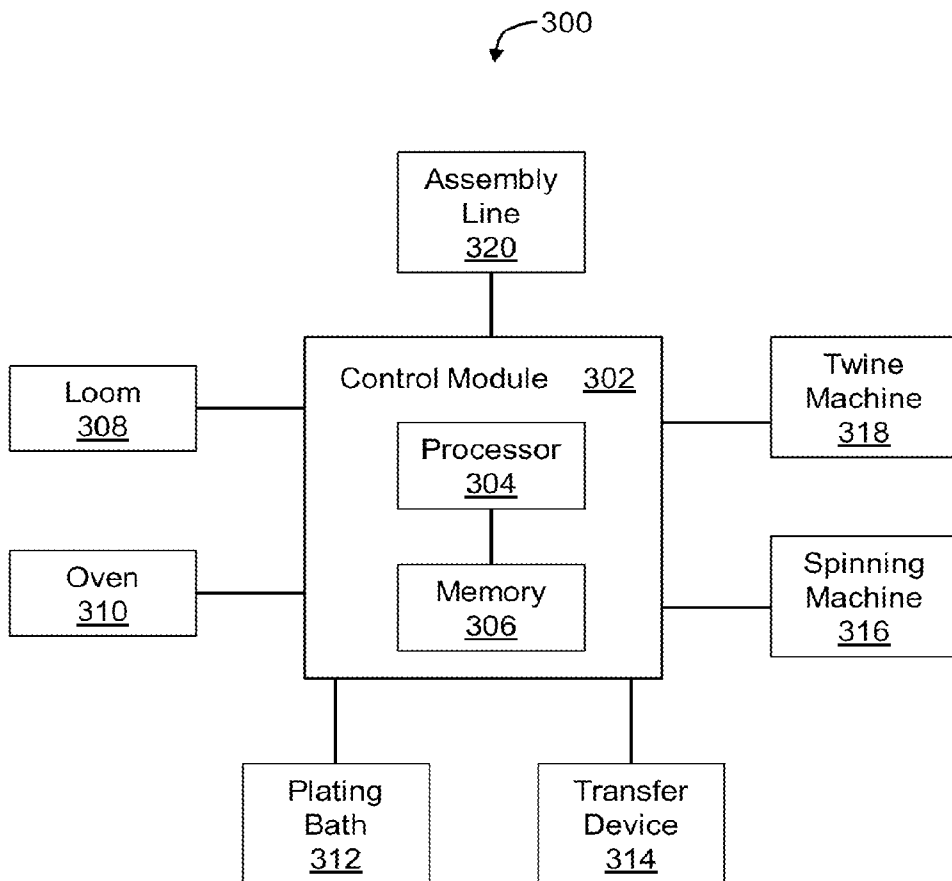 300
Assembly
Line
320
Control Module 302
Processor
304
Memory
306
Loom
308
Oven
310
Plating
Bath
312
Transfer
Device
314
Twine
Machine
318
Spinning
Machine
316